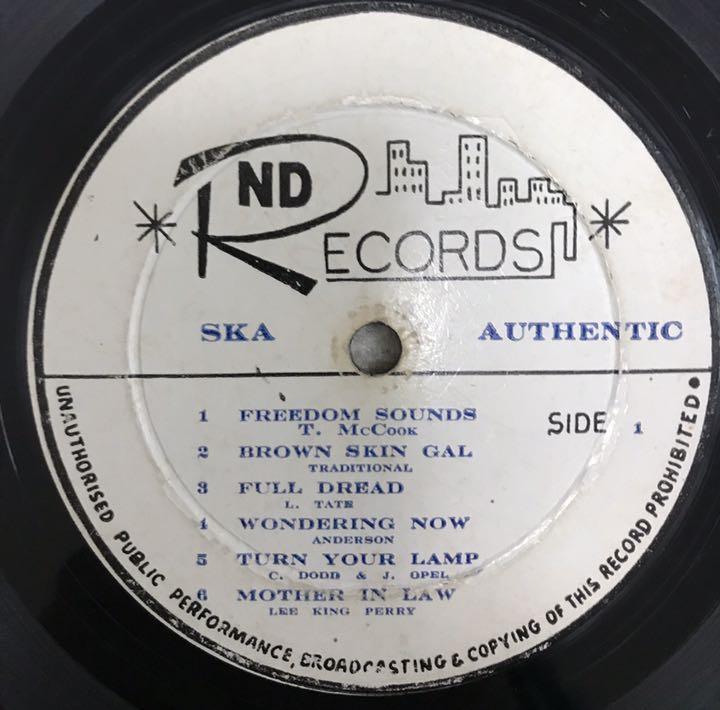 RND RECORDS
SKA AUTHENTIC
SIDE 1
1 FREEDOM SOUNDS
T. McCook
2 BROWN SKIN GAL
TRADITIONAL
3 FULL DREAD
L. TATE
4 WONDERING NOW
ANDERSON
5 TURN YOUR LAMP
C. DODD & J. OPEL
6 MOTHER IN LAW
LEE KING PERRY
UNAUTHORISED PUBLIC PERFORMANCE, BROADCASTING & COPYING OF THIS RECORD PROHIBITED